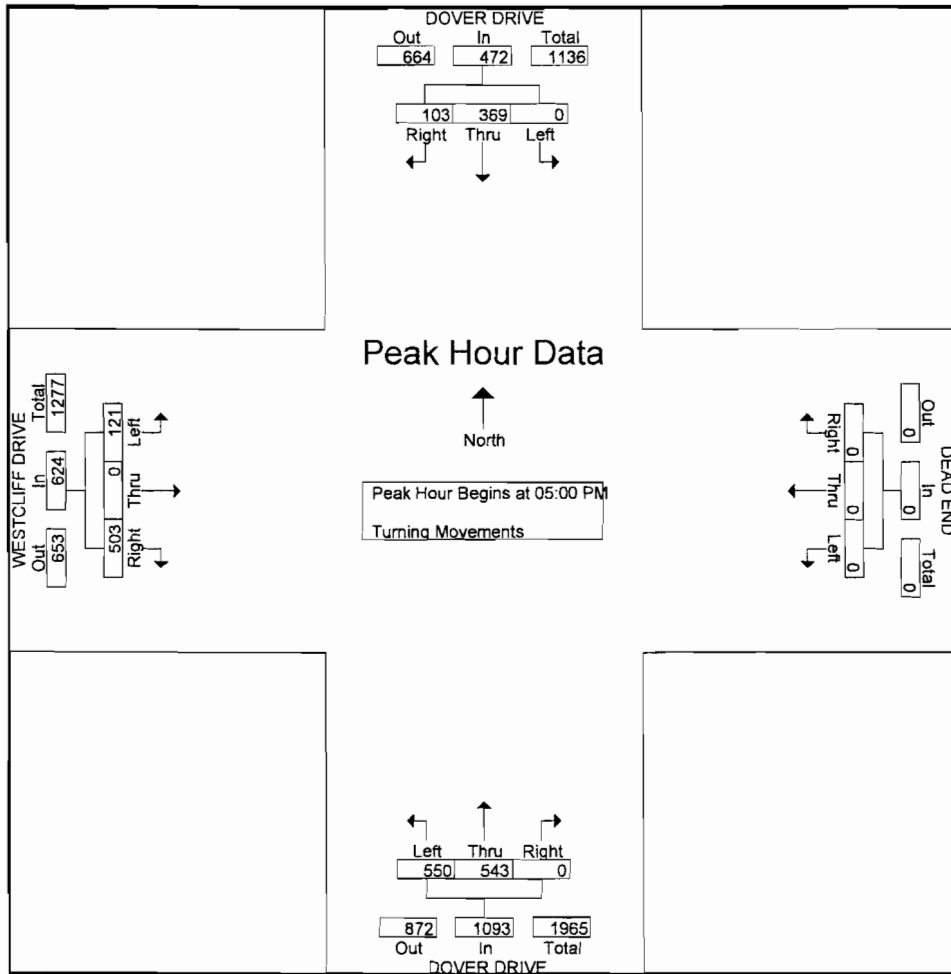 DOVER DRIVE
Out In Total
664 472 1136
103 369 0
Right Thru Left
Peak Hour Data
North
Peak Hour Begins at 05:00 PM
Turning Movements
WESTCLIFF DRIVE
Out In Total
653 624 1277
Right Thru Left
503 0 121
DEAD END
Out In Total
0 0 0
Right Thru Left
0 0 0
Left Thru Right
550 543 0
872 1093 1965
Out In Total
DOVER DRIVE